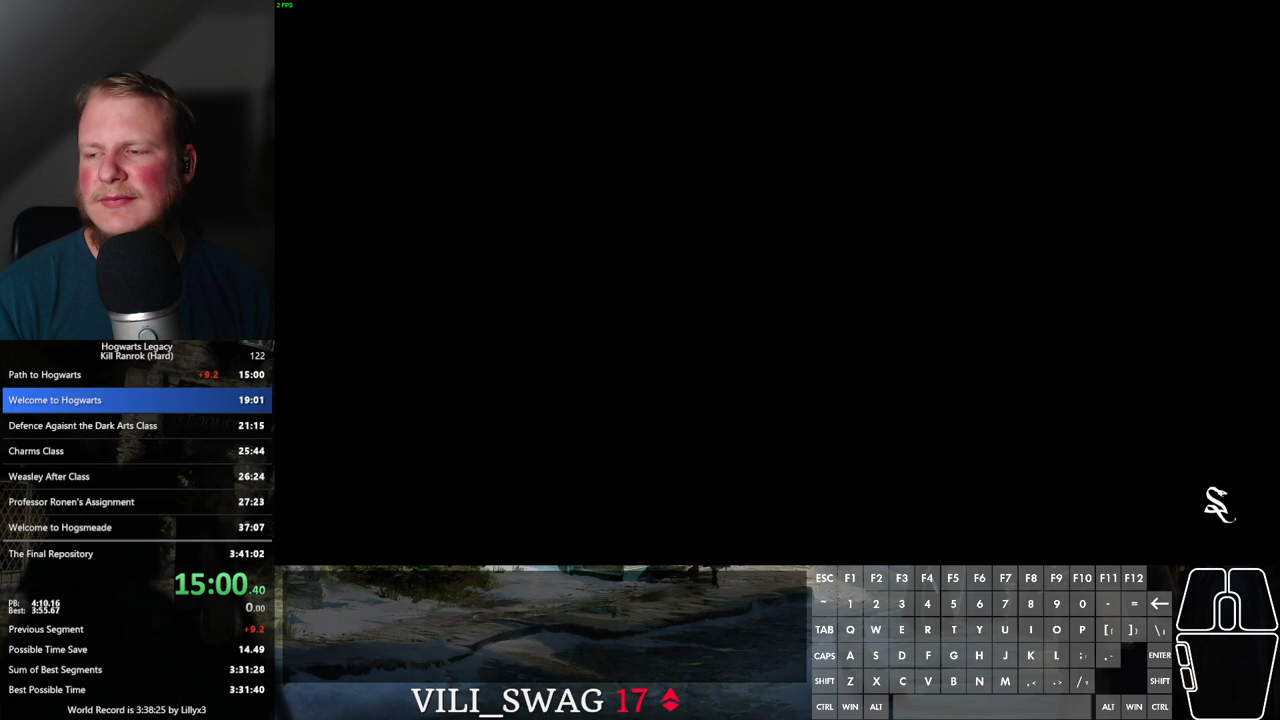 2 FPS
Hogwarts Legacy
Kill Ranrok (Hard) 122
Path to Hogwarts +9.2 15:00
Welcome to Hogwarts 19:01
Defence Agaisnt the Dark Arts Class 21:15
Charms Class 25:44
Weasley After Class 26:24
Professor Ronen's Assignment 27:23
Welcome to Hogsmeade 37:07
The Final Repository 3:41:02
15:00.40
PB: 4:10.16
Best: 3:55.67 0.00
Previous Segment +9.2
Possible Time Save 14.49
Sum of Best Segments 3:31:28
Best Possible Time 3:31:40
World Record is 3:38:25 by Lillyx3
VILI_SWAG 17
ESC F1 F2 F3 F4 F5 F6 F7 F8 F9 F10 F11 F12
~ 1 2 3 4 5 6 7 8 9 0 - = ←
TAB Q W E R T Y U I O P [{ ]} \¦
CAPS A S D F G H J K L ;: ENTER
SHIFT Z X C V B N M ,< .> /? SHIFT
CTRL WIN ALT ALT WIN CTRL